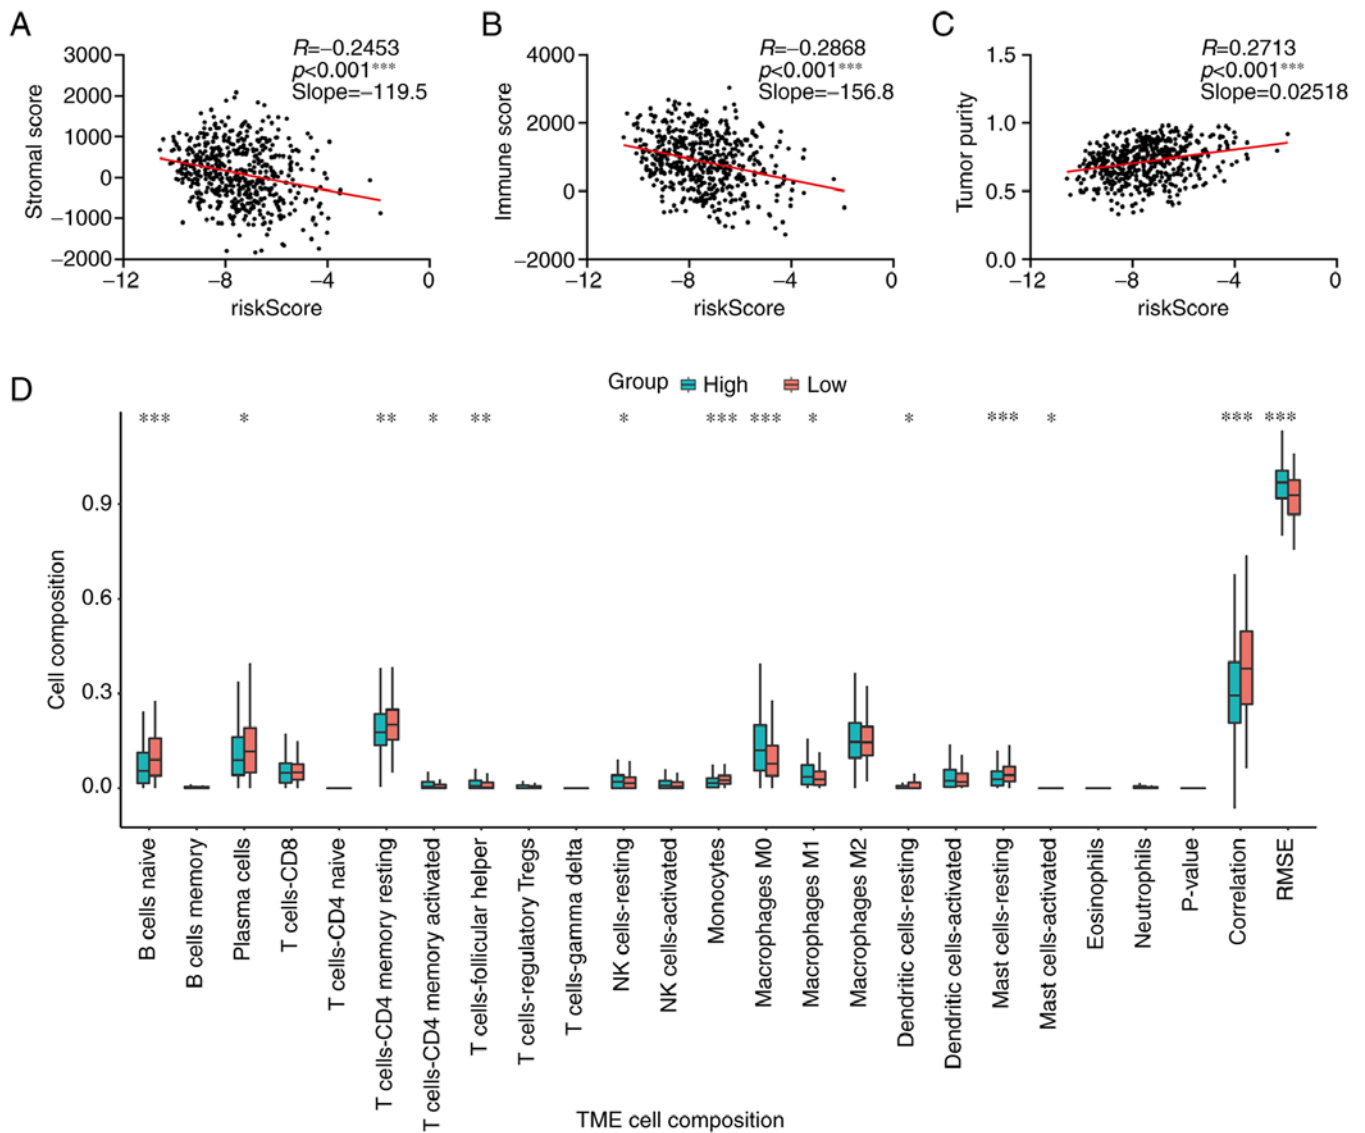 A
R=−0.2453
p<0.001***
Slope=−119.5
3000
2000
1000
0
−1000
−2000
Stromal score
−12
−8
−4
0
riskScore
B
R=−0.2868
p<0.001***
Slope=−156.8
4000
2000
0
−2000
Immune score
−12
−8
−4
0
riskScore
C
R=0.2713
p<0.001***
Slope=0.02518
1.5
1.0
0.5
0.0
Tumor purity
−12
−8
−4
0
riskScore
D
Group High Low
*** * ** * ** * *** *** * * *** * *** ***
0.9
0.6
0.3
0.0
Cell composition
B cells naive
B cells memory
Plasma cells
T cells-CD8
T cells-CD4 naive
T cells-CD4 memory resting
T cells-CD4 memory activated
T cells-follicular helper
T cells-regulatory Tregs
T cells-gamma delta
NK cells-resting
NK cells-activated
Monocytes
Macrophages M0
Macrophages M1
Macrophages M2
Dendritic cells-resting
Dendritic cells-activated
Mast cells-resting
Mast cells-activated
Eosinophils
Neutrophils
P-value
Correlation
RMSE
TME cell composition